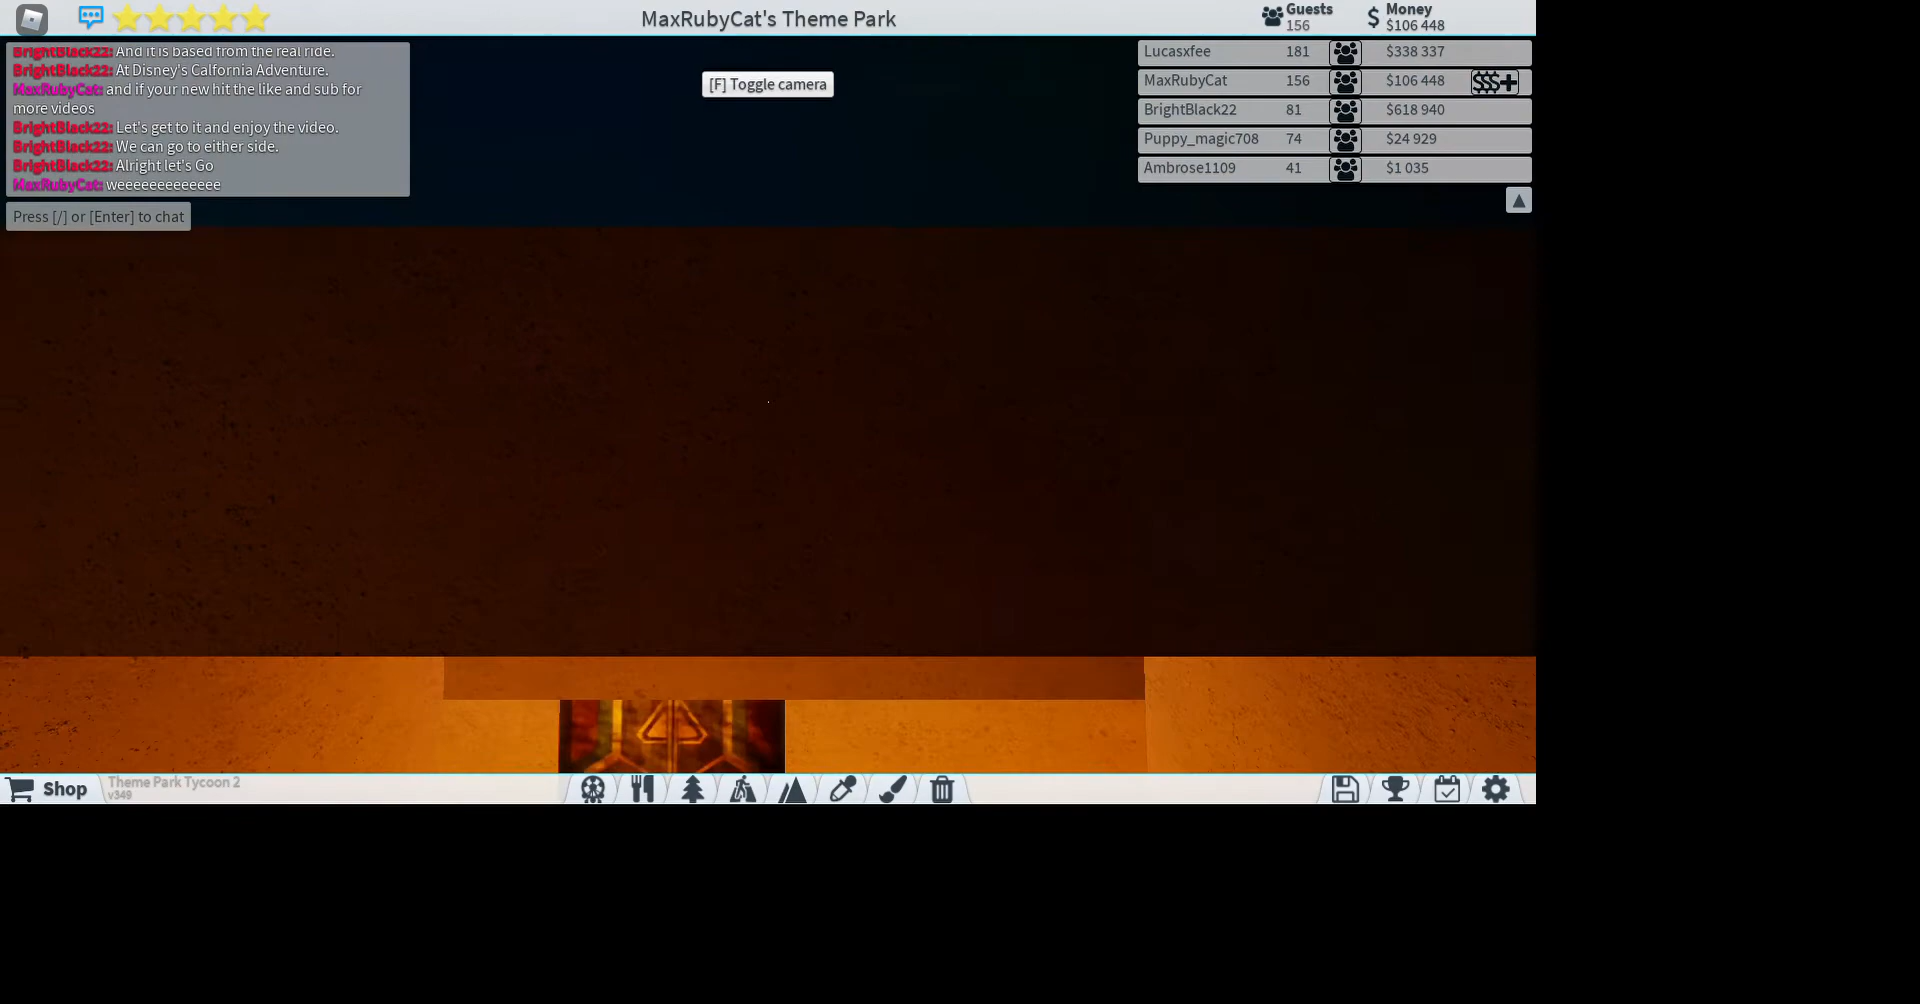 MaxRubyCat's Theme Park
Guests
156
$ Money
$106 448
BrightBlack22: And it is based from the real ride.
BrightBlack22: At Disney's Calfornia Adventure.
MaxRubyCat: and if your new hit the like and sub for
more videos
BrightBlack22: Let's get to it and enjoy the video.
BrightBlack22: We can go to either side.
BrightBlack22: Alright let's Go
MaxRubyCat: weeeeeeeeeeeee
Press [/] or [Enter] to chat
[F] Toggle camera
Lucasxfee 181 $338 337
MaxRubyCat 156 $106 448 $$$+
BrightBlack22 81 $618 940
Puppy_magic708 74 $24 929
Ambrose1109 41 $1 035
Shop
Theme Park Tycoon 2
v349